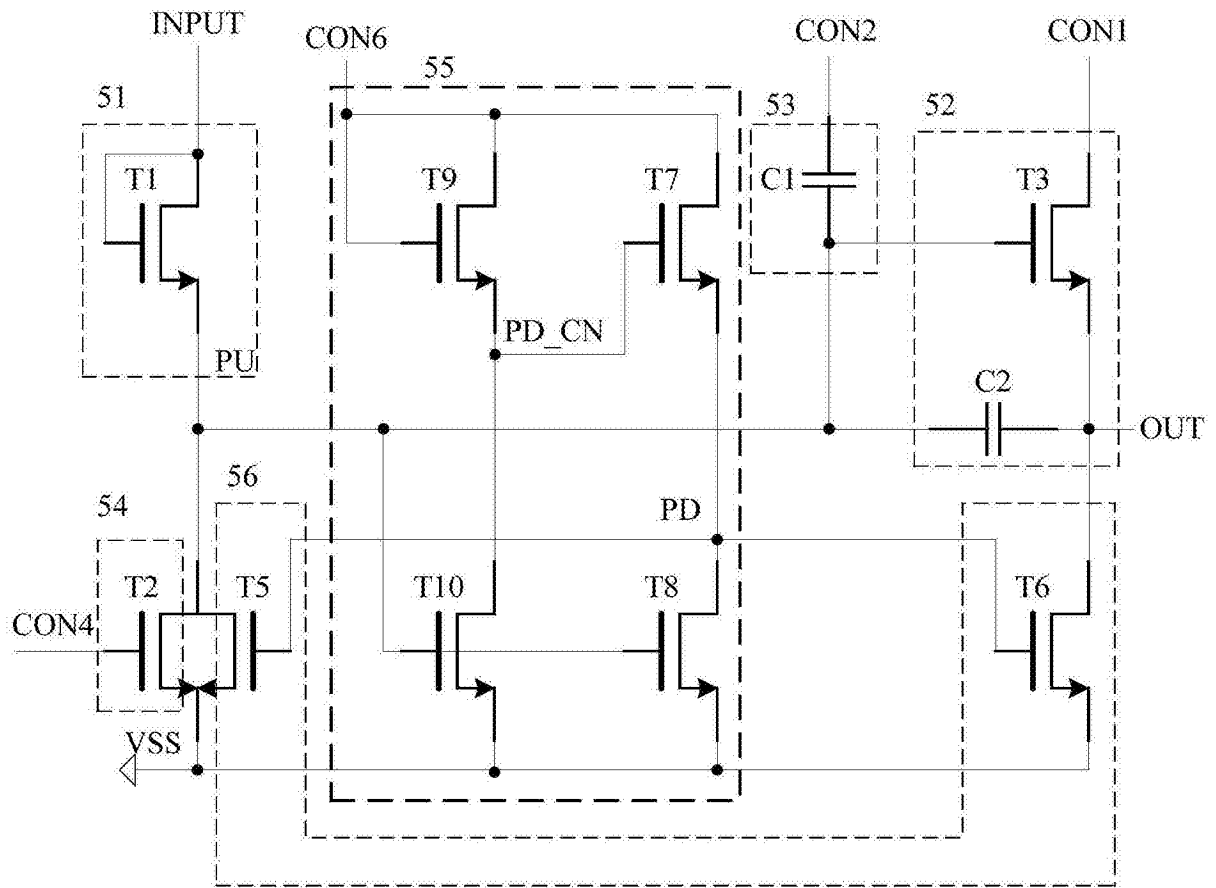 INPUT
CON6
CON2
CON1
55
51
53
52
T1
T9
T7
C1
T3
PD_CN
PU
C2
OUT
56
54
PD
T2
T5
T10
T8
T6
CON4
VSS